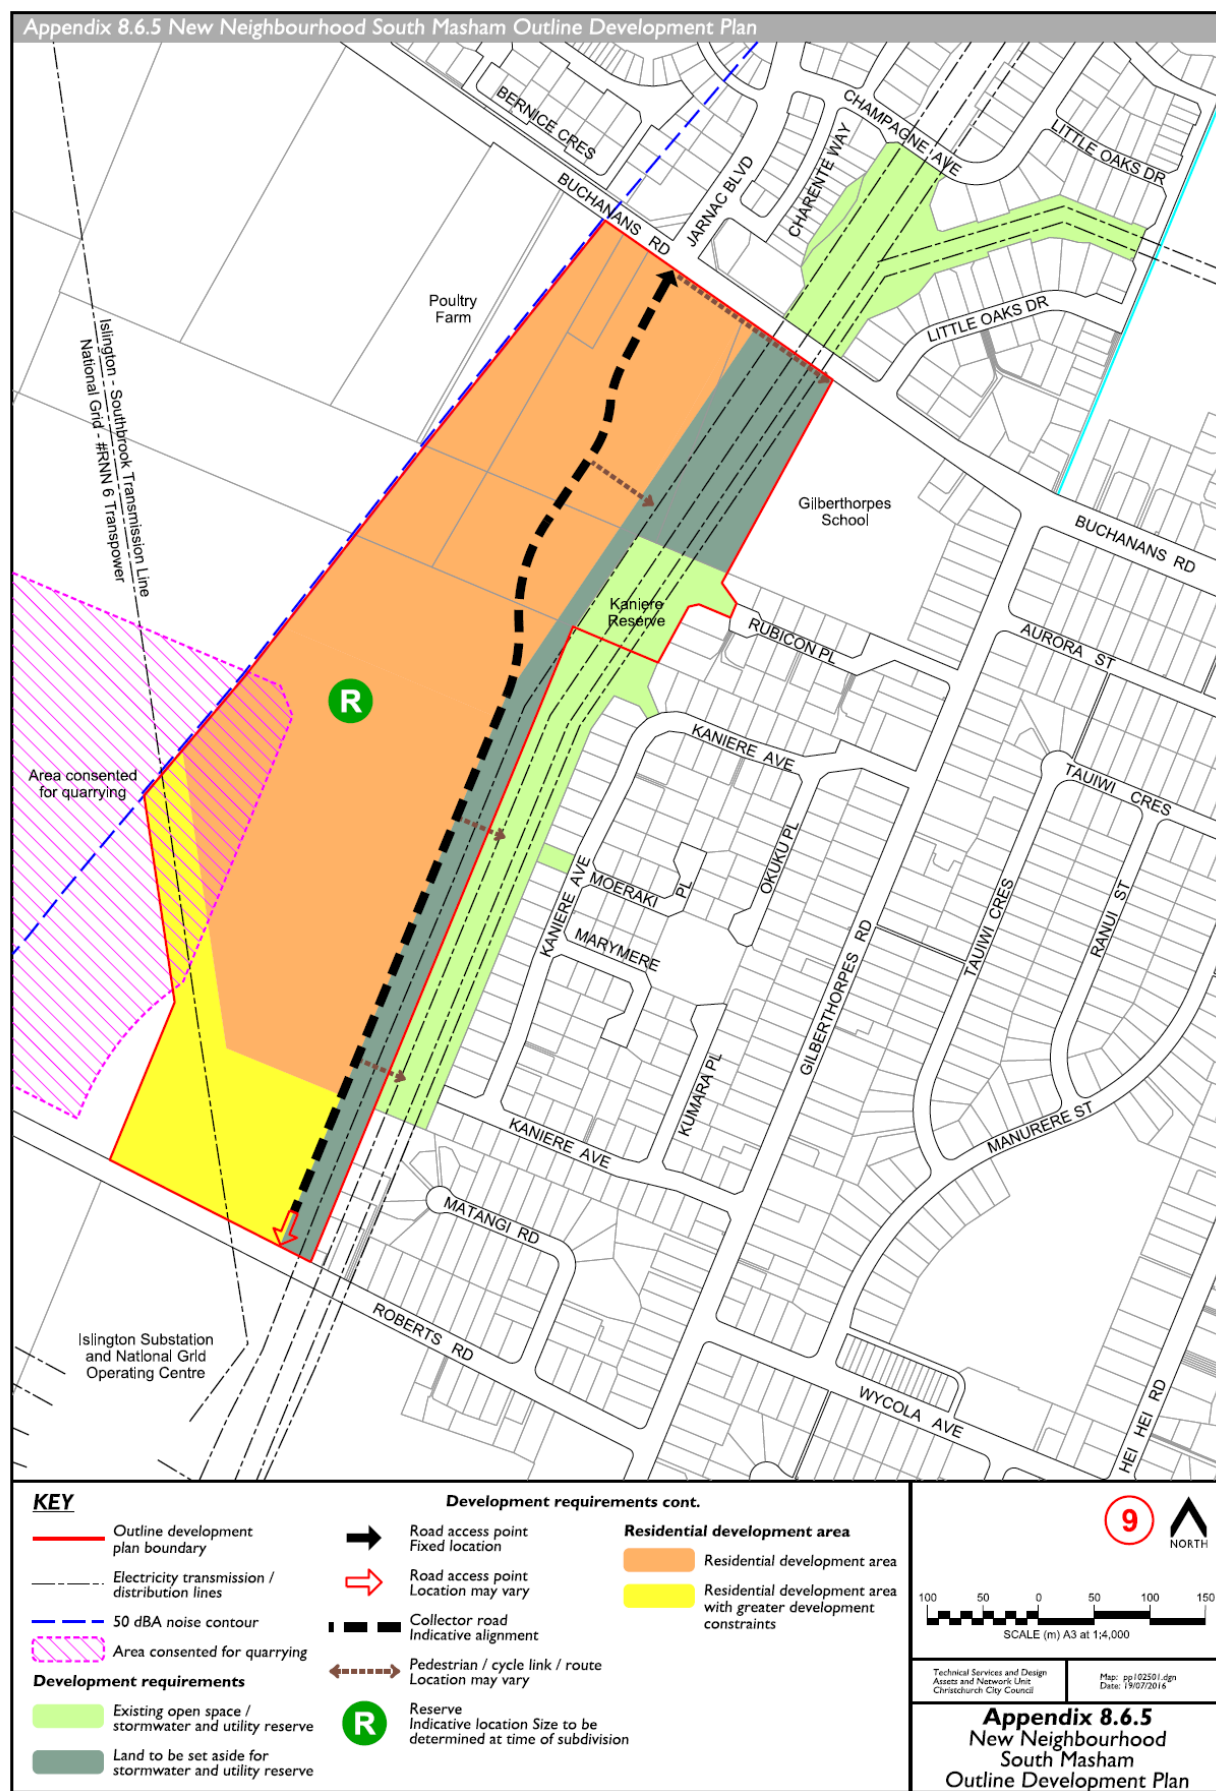 Appendix 8.6.5 New Neighbourhood South Masham Outline Development Plan
BERNICE CRES
BUCHANANS RD
JARNAC BLVD
CHARENTE WAY
CHAMPAGNE AVE
LITTLE OAKS DR
LITTLE OAKS DR
Poultry
Farm
Islington - Southbrook Transmission Line
National Grid - #RNN 6 Transpower
Gilberthorpes
School
BUCHANANS RD
Kaniere
Reserve
RUBICON PL
AURORA ST
R
KANIERE AVE
TAUIWI CRES
Area consented
for quarrying
OKUKU PL
KANIERE AVE
MOERAKI PL
MARYMERE
GILBERTHORPES RD
TAUIWI CRES
RANUI ST
KUMARA PL
KANIERE AVE
MANURERE ST
MATANGI RD
ROBERTS RD
Islington Substation
and National Grid
Operating Centre
WYCOLA AVE
HEI HEI RD
KEY
Outline development
plan boundary
Electricity transmission /
distribution lines
50 dBA noise contour
Area consented for quarrying
Development requirements
Existing open space /
stormwater and utility reserve
Land to be set aside for
stormwater and utility reserve
Development requirements cont.
Road access point
Fixed location
Road access point
Location may vary
Collector road
Indicative alignment
Pedestrian / cycle link / route
Location may vary
R
Reserve
Indicative location Size to be
determined at time of subdivision
Residential development area
Residential development area
Residential development area
with greater development
constraints
9
NORTH
100 50 0 50 100 150
SCALE (m) A3 at 1:4,000
Technical Services and Design
Assets and Network Unit
Christchurch City Council
Map: pp102501.dgn
Date: 19/07/2016
Appendix 8.6.5
New Neighbourhood
South Masham
Outline Development Plan